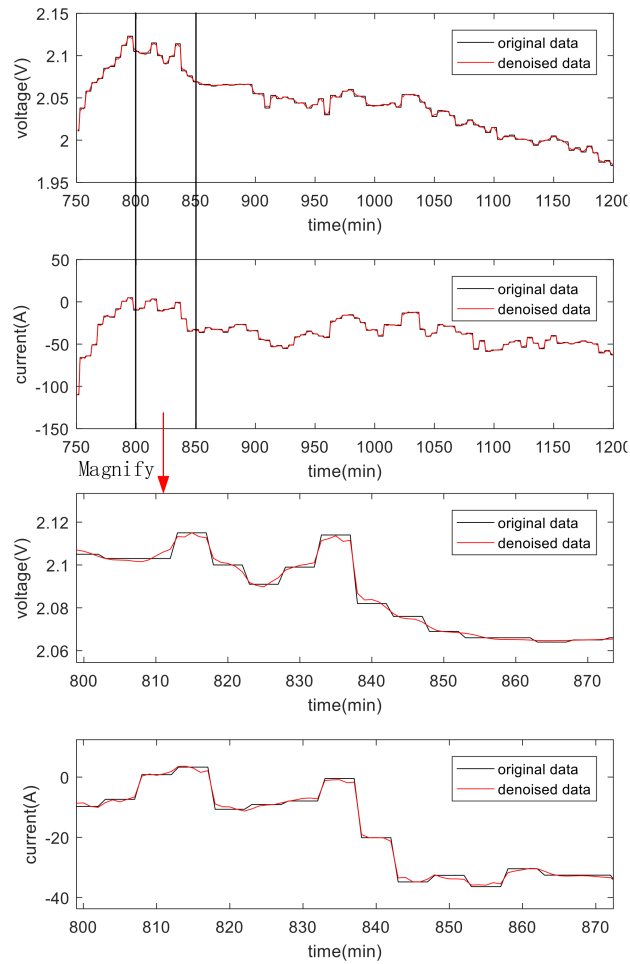 2.15
2.1
2.05
2
1.95
voltage(V)
original data
denoised data
750 800 850 900 950 1000 1050 1100 1150 1200
time(min)
50
0
-50
-100
-150
current(A)
original data
denoised data
750 800 850 900 950 1000 1050 1100 1150 1200
time(min)
Magnify
2.12
2.1
2.08
2.06
voltage(V)
original data
denoised data
800 810 820 830 840 850 860 870
time(min)
0
-20
-40
current(A)
original data
denoised data
800 810 820 830 840 850 860 870
time(min)